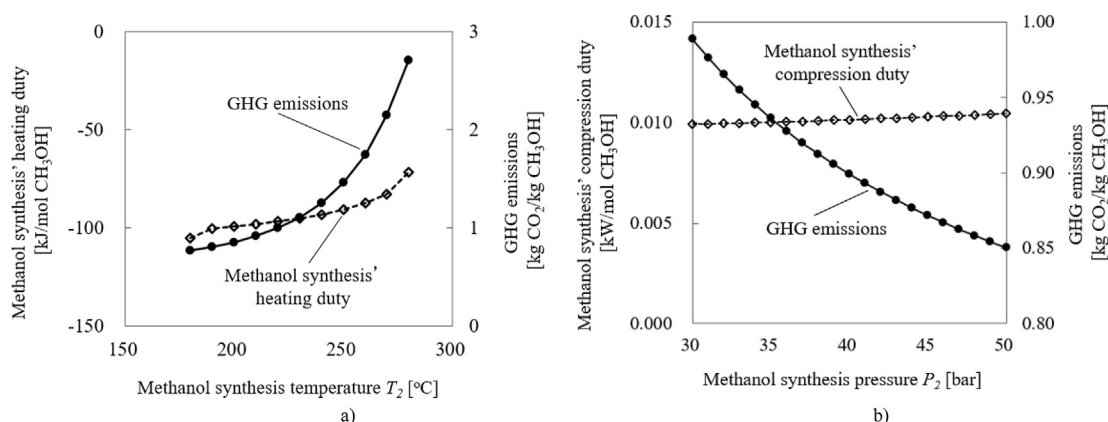 Methanol synthesis' heating duty
[kJ/mol CH₃OH]
0
-50
-100
-150
150
200
250
300
3
2
1
0
GHG emissions
[kg CO₂/kg CH₃OH]
GHG emissions
Methanol synthesis'
heating duty
Methanol synthesis temperature T₂ [°C]
a)
Methanol synthesis' compression duty
[kW/mol CH₃OH]
0.015
0.010
0.005
0.000
30
35
40
45
50
1.00
0.95
0.90
0.85
0.80
GHG emissions
[kg CO₂/kg CH₃OH]
Methanol synthesis'
compression duty
GHG emissions
Methanol synthesis pressure P₂ [bar]
b)